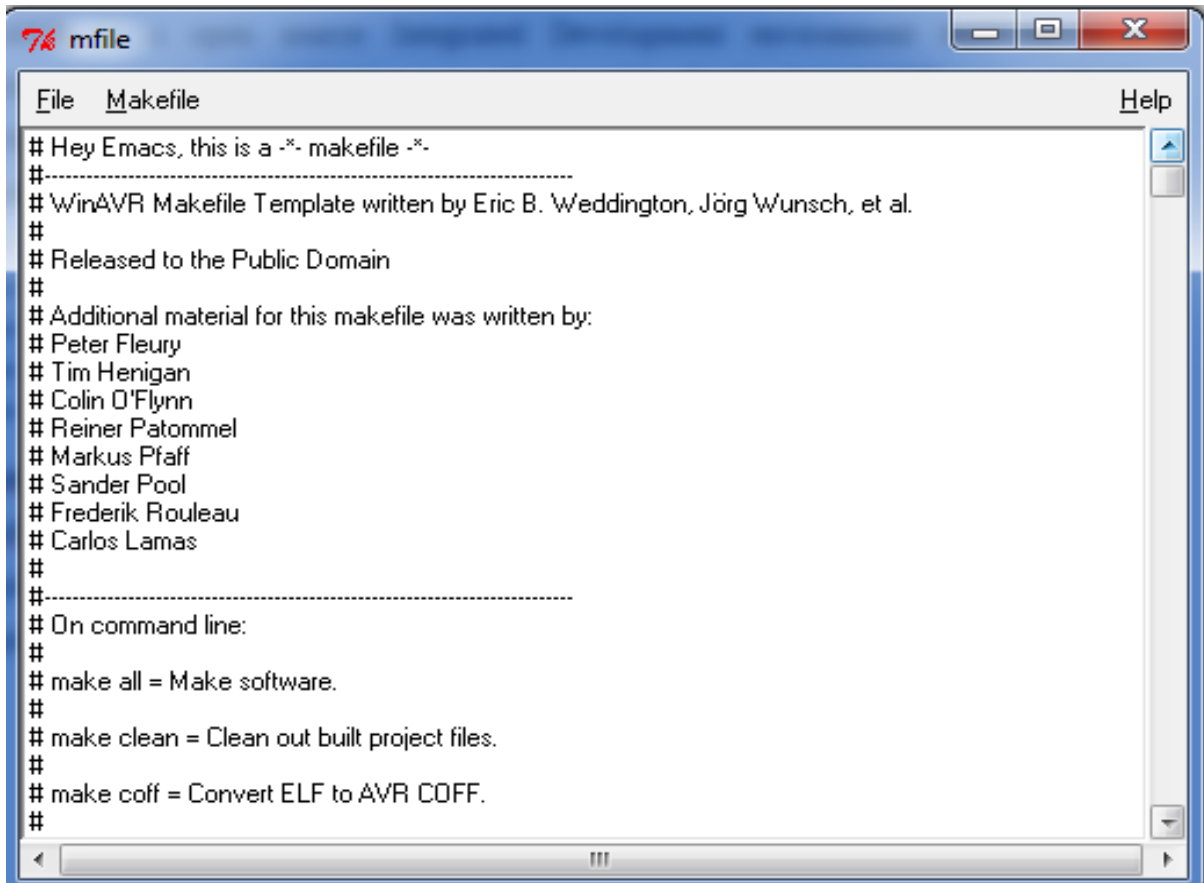 mfile
File Makefile Help
# Hey Emacs, this is a -*- makefile -*-
#----------------------------------------------------------------------------
# WinAVR Makefile Template written by Eric B. Weddington, Jörg Wunsch, et al.
#
# Released to the Public Domain
#
# Additional material for this makefile was written by:
# Peter Fleury
# Tim Henigan
# Colin O'Flynn
# Reiner Patommel
# Markus Pfaff
# Sander Pool
# Frederik Rouleau
# Carlos Lamas
#
#----------------------------------------------------------------------------
# On command line:
#
# make all = Make software.
#
# make clean = Clean out built project files.
#
# make coff = Convert ELF to AVR COFF.
#